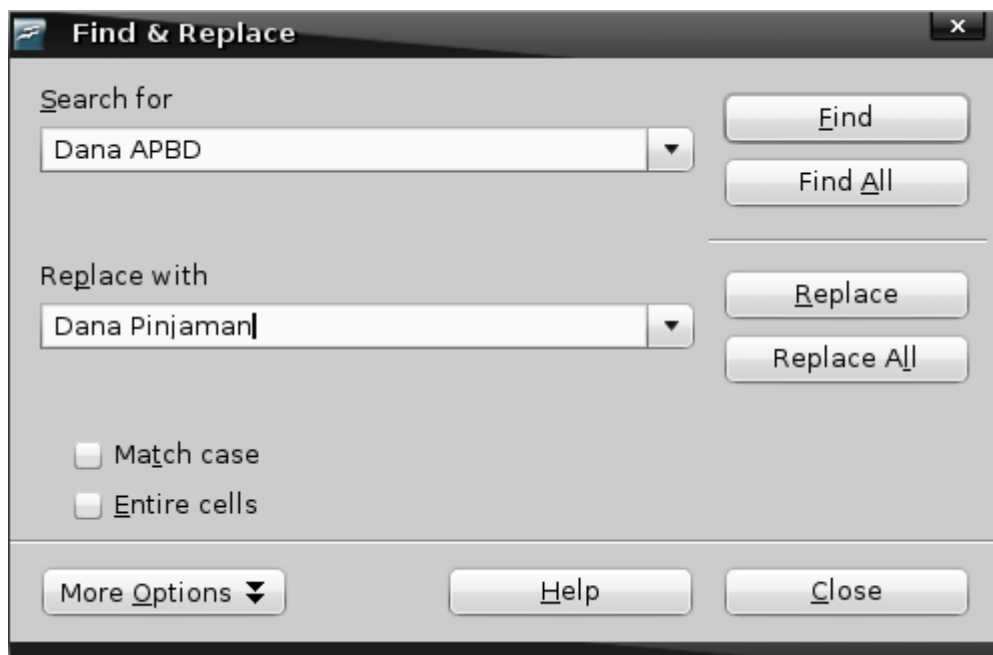 Find & Replace
Search for
Dana APBD
Find
Find All
Replace with
Dana Pinjaman
Replace
Replace All
Match case
Entire cells
More Options
Help
Close